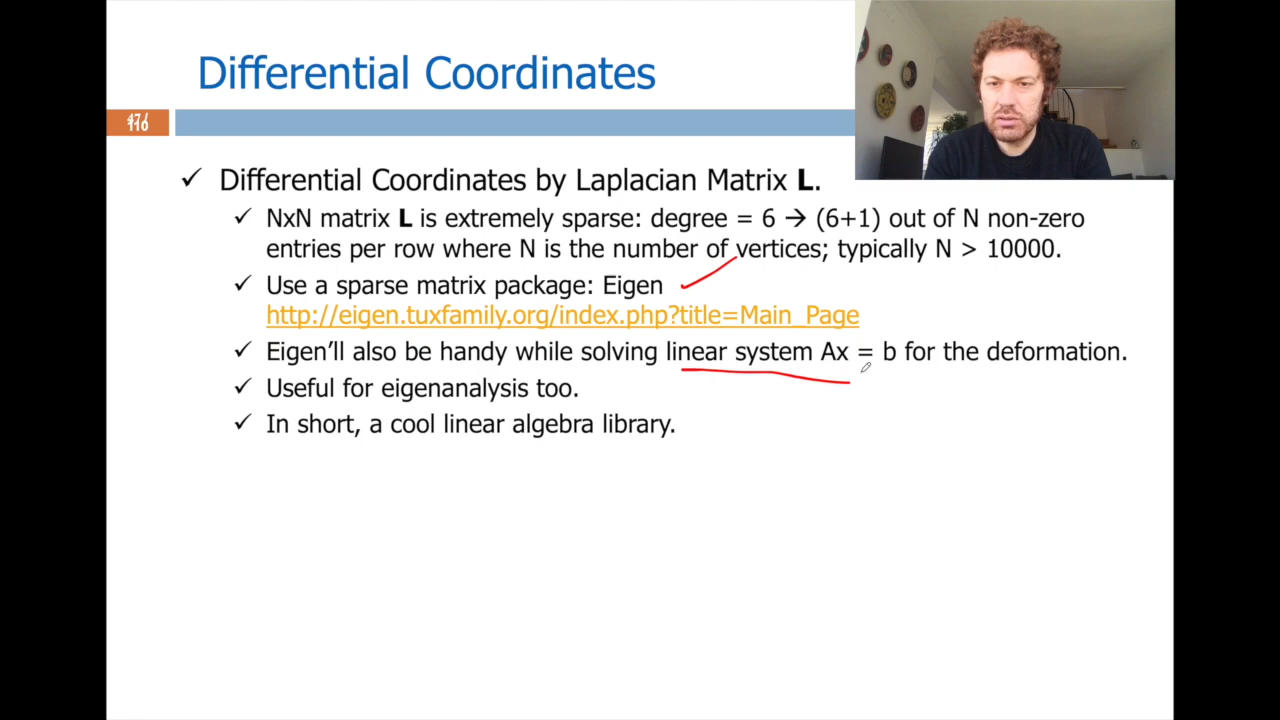 Differential Coordinates
✓ Differential Coordinates by Laplacian Matrix L.
✓ NxN matrix L is extremely sparse: degree = 6 → (6+1) out of N non-zero
entries per row where N is the number of vertices; typically N > 10000.
✓ Use a sparse matrix package: Eigen
http://eigen.tuxfamily.org/index.php?title=Main_Page
✓ Eigen’ll also be handy while solving linear system Ax = b for the deformation.
✓ Useful for eigenanalysis too.
✓ In short, a cool linear algebra library.